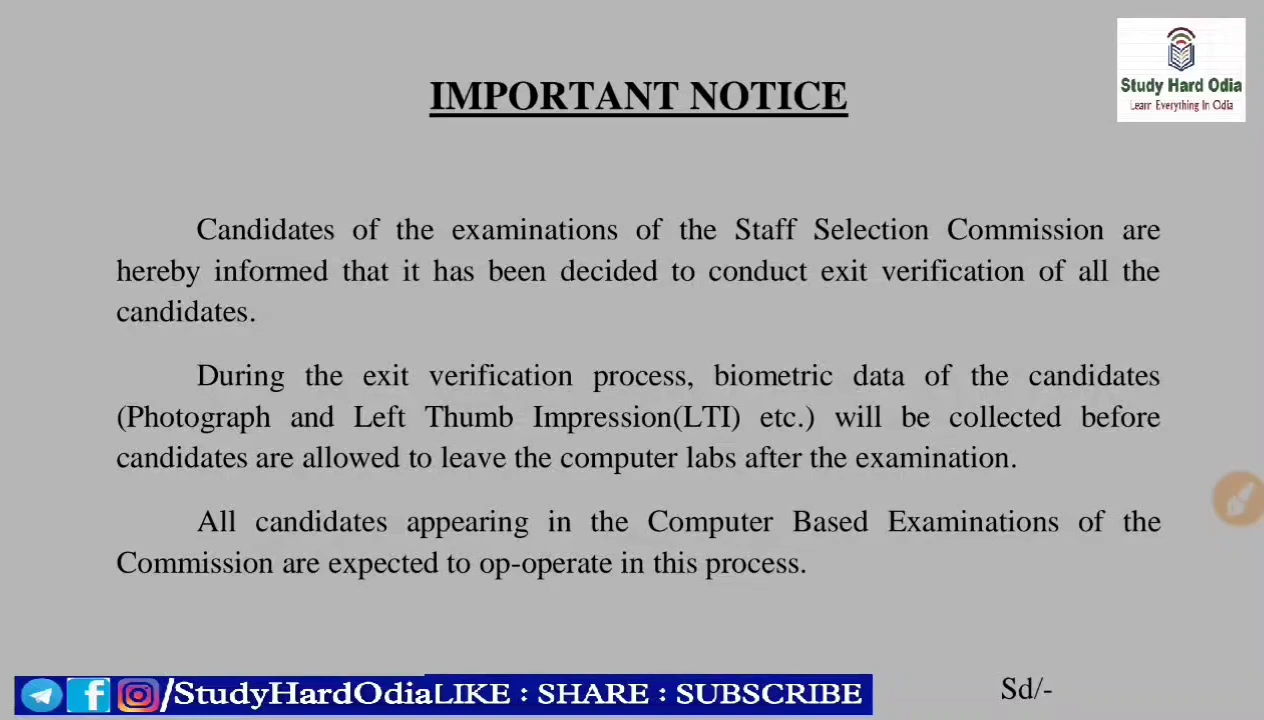 Study Hard Odia
Learn Everything In Odia
IMPORTANT NOTICE
Candidates of the examinations of the Staff Selection Commission are
hereby informed that it has been decided to conduct exit verification of all the
candidates.
During the exit verification process, biometric data of the candidates
(Photograph and Left Thumb Impression(LTI) etc.) will be collected before
candidates are allowed to leave the computer labs after the examination.
All candidates appearing in the Computer Based Examinations of the
Commission are expected to op-operate in this process.
/StudyHardOdiaLIKE : SHARE : SUBSCRIBE
Sd/-